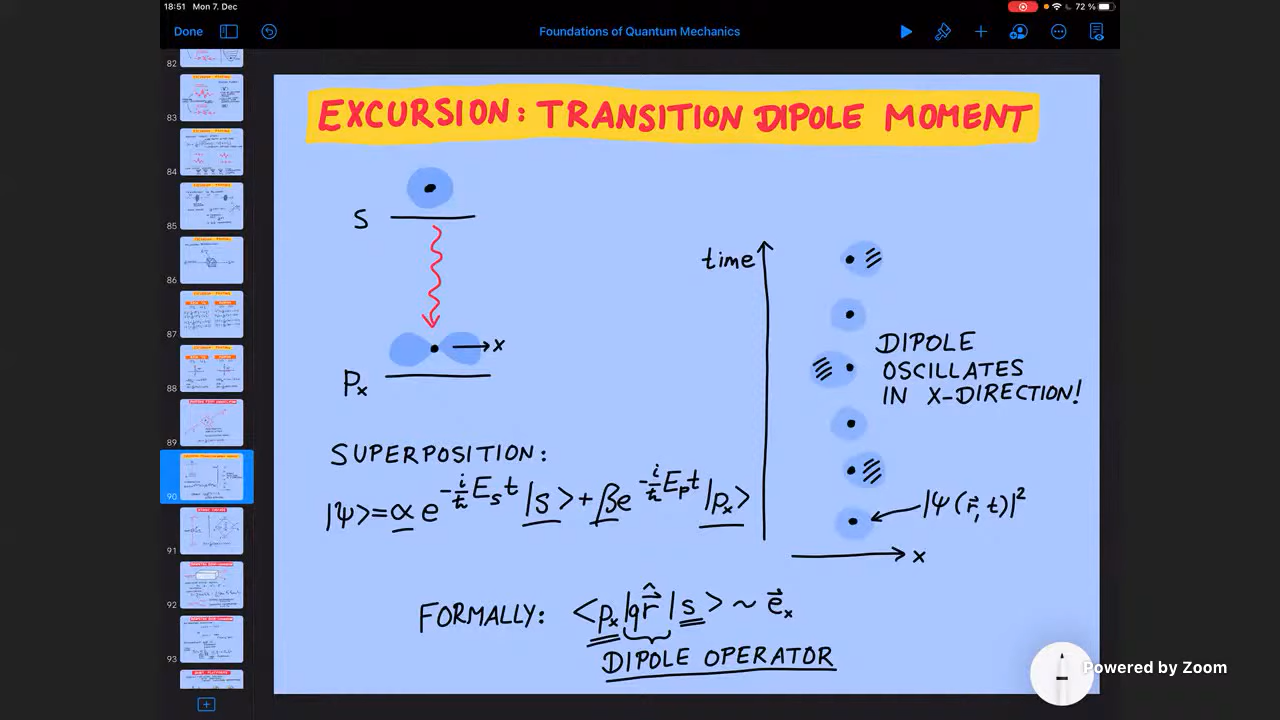 18:51 Mon 7. Dec
72 %
Done
Foundations of Quantum Mechanics
82
83
84
85
86
87
88
89
90
91
92
93
EXCURSION: TRANSITION DIPOLE MOMENT
S
x
Px
time
DIPOLE
OSCILLATES
IN X-DIRECTION!
SUPERPOSITION:
|ψ> = α e^{-i/ħ E_s t} |s> + β e^{-i/ħ E_p t} |p_x>
|ψ(r⃗, t)|²
x
FORMALLY: <p_x|q r̂⃗ |s> ~ e⃗_x
DIPOLE OPERATOR
Powered by Zoom